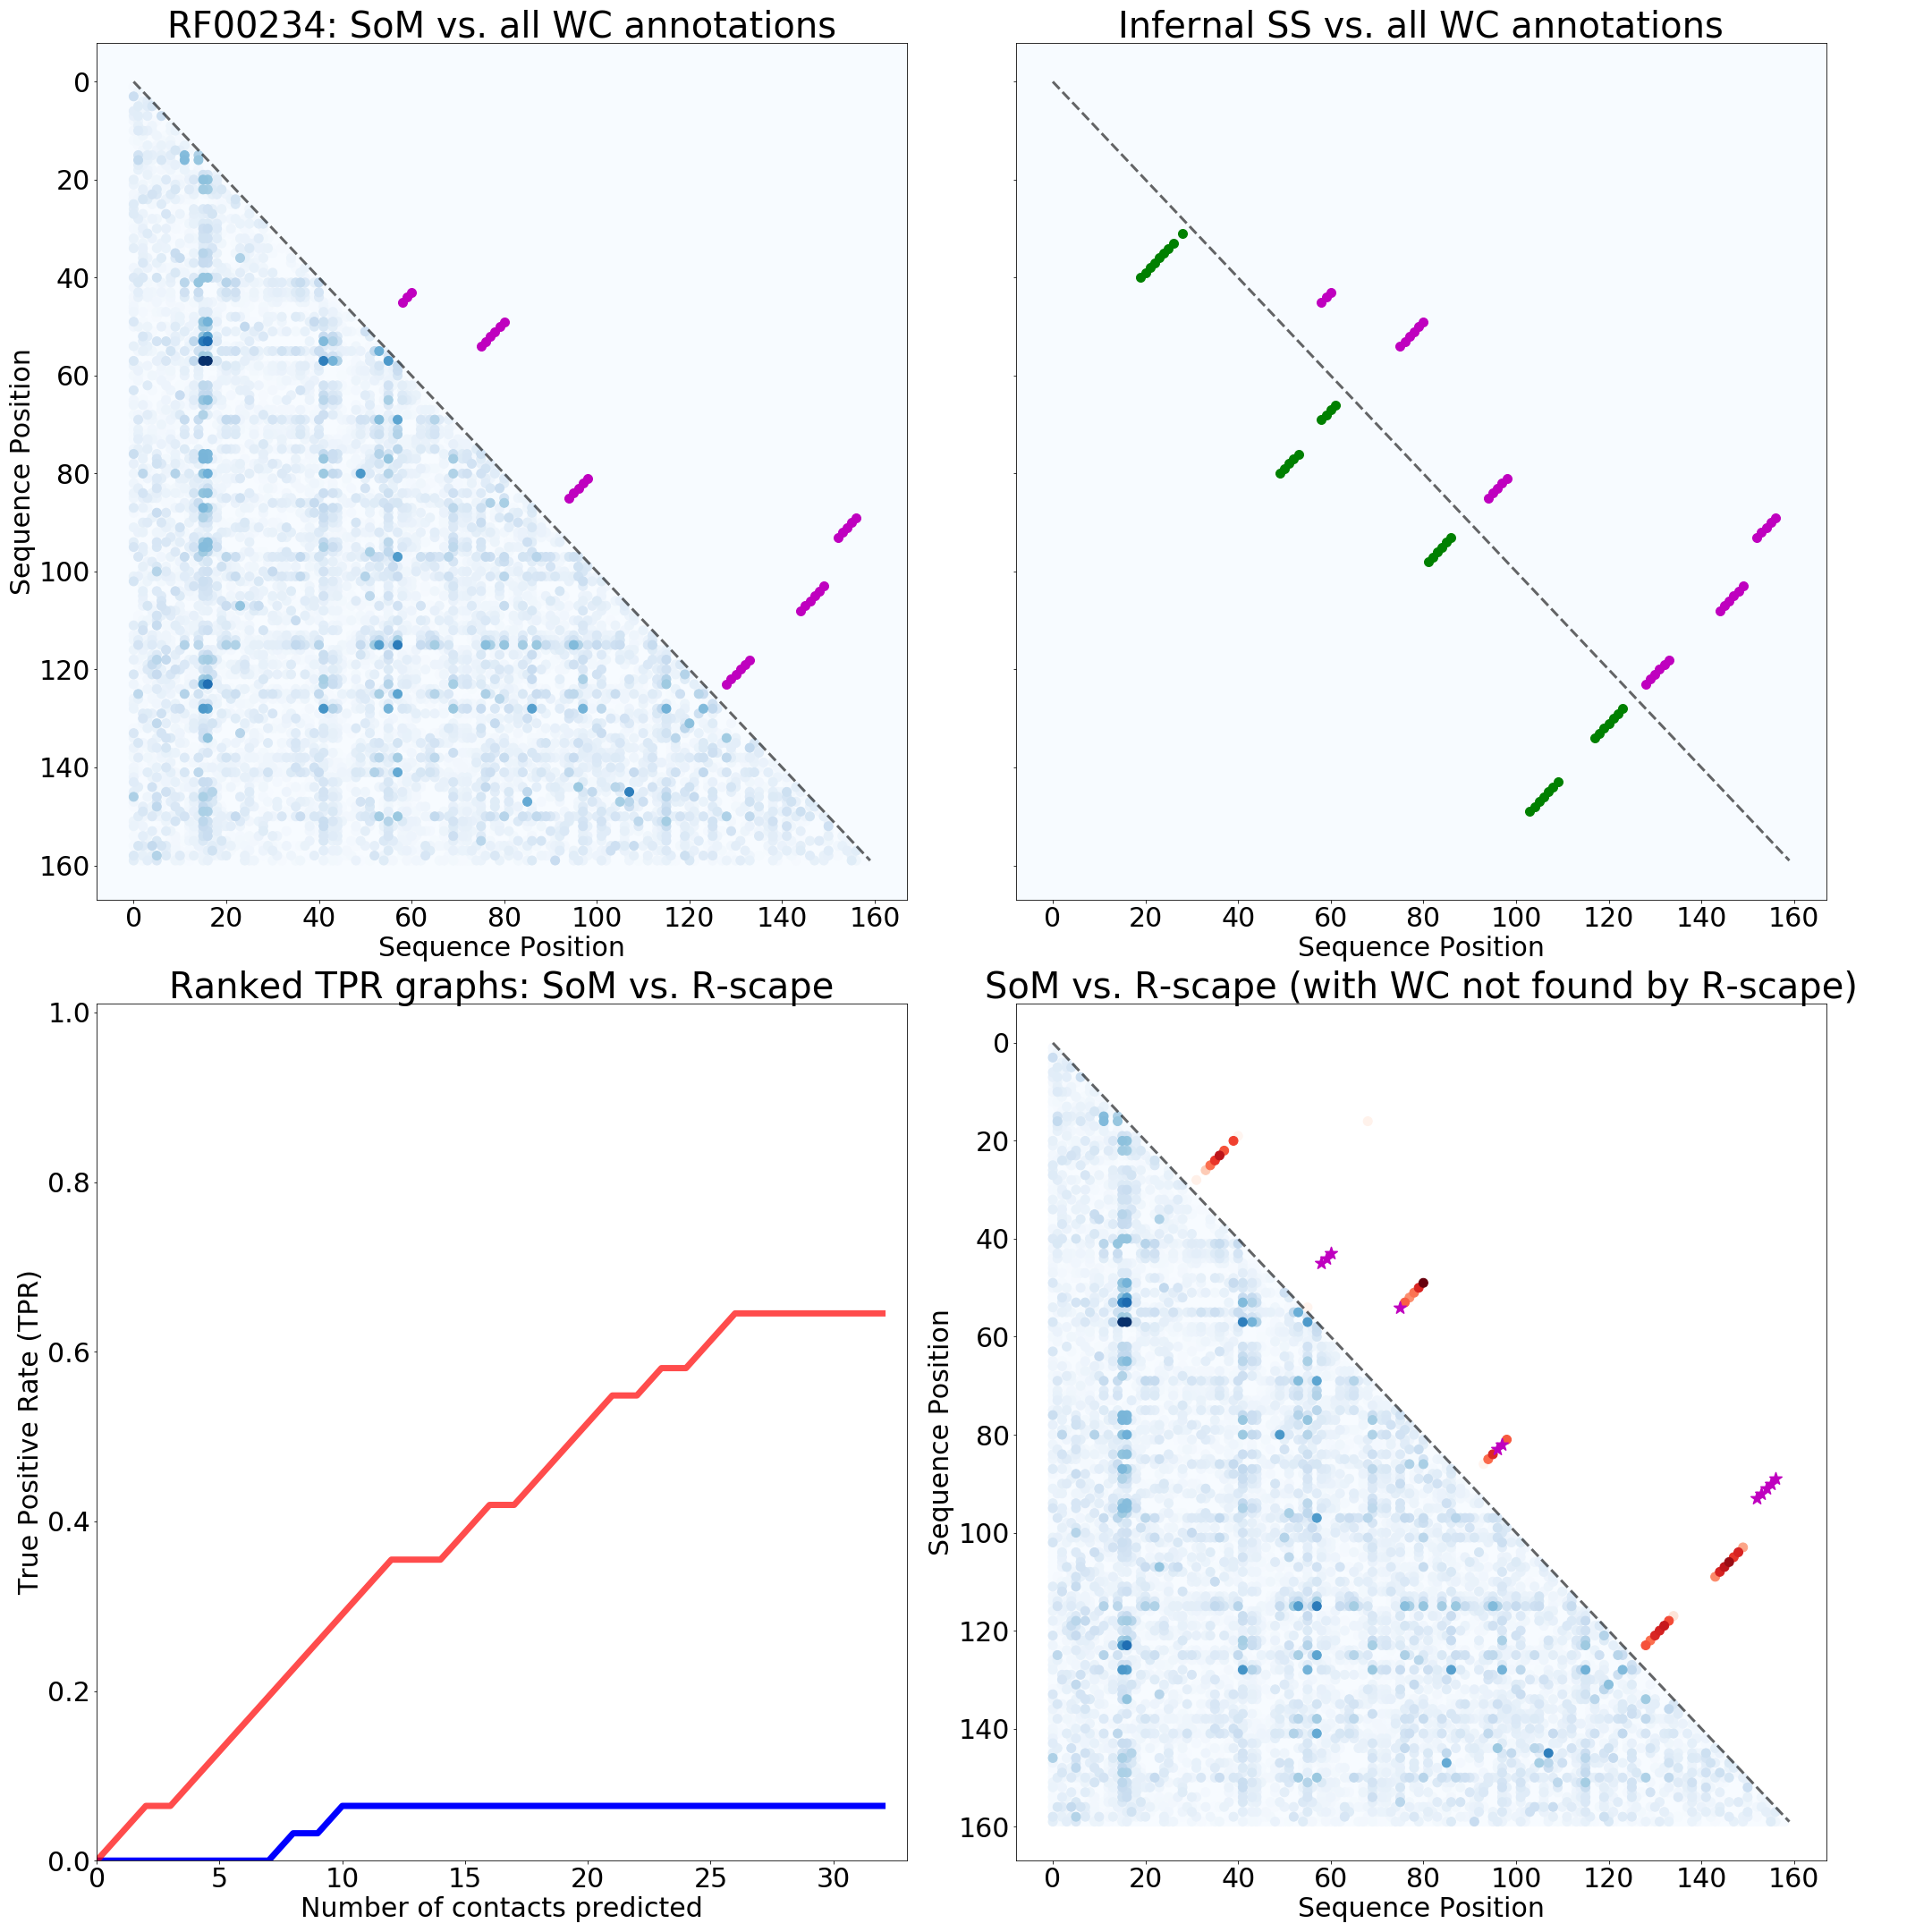 RF00234: SoM vs. all WC annotations
Sequence Position
0
20
40
60
80
100
120
140
160
0 20 40 60 80 100 120 140 160
Sequence Position
Infernal SS vs. all WC annotations
0 20 40 60 80 100 120 140 160
Sequence Position
Ranked TPR graphs: SoM vs. R-scape
True Positive Rate (TPR)
1.0
0.8
0.6
0.4
0.2
0.0
0 5 10 15 20 25 30
Number of contacts predicted
SoM vs. R-scape (with WC not found by R-scape)
Sequence Position
0
20
40
60
80
100
120
140
160
0 20 40 60 80 100 120 140 160
Sequence Position